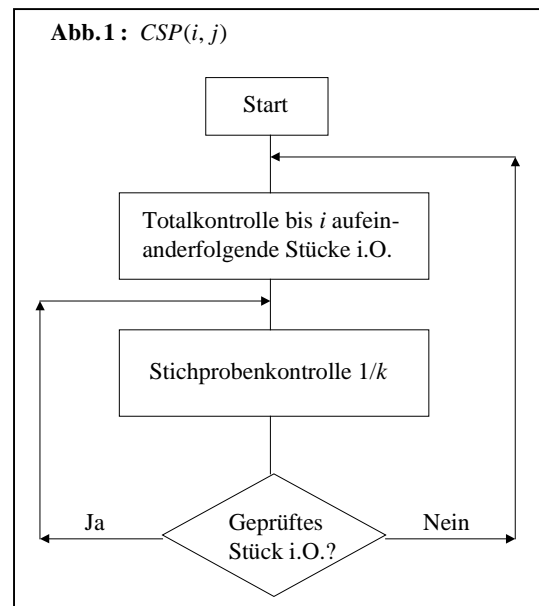 Abb.1 : CSP(i, j)
Start
Totalkontrolle bis i aufein-
anderfolgende Stücke i.O.
Stichprobenkontrolle 1/k
Ja
Geprüftes
Stück i.O.?
Nein